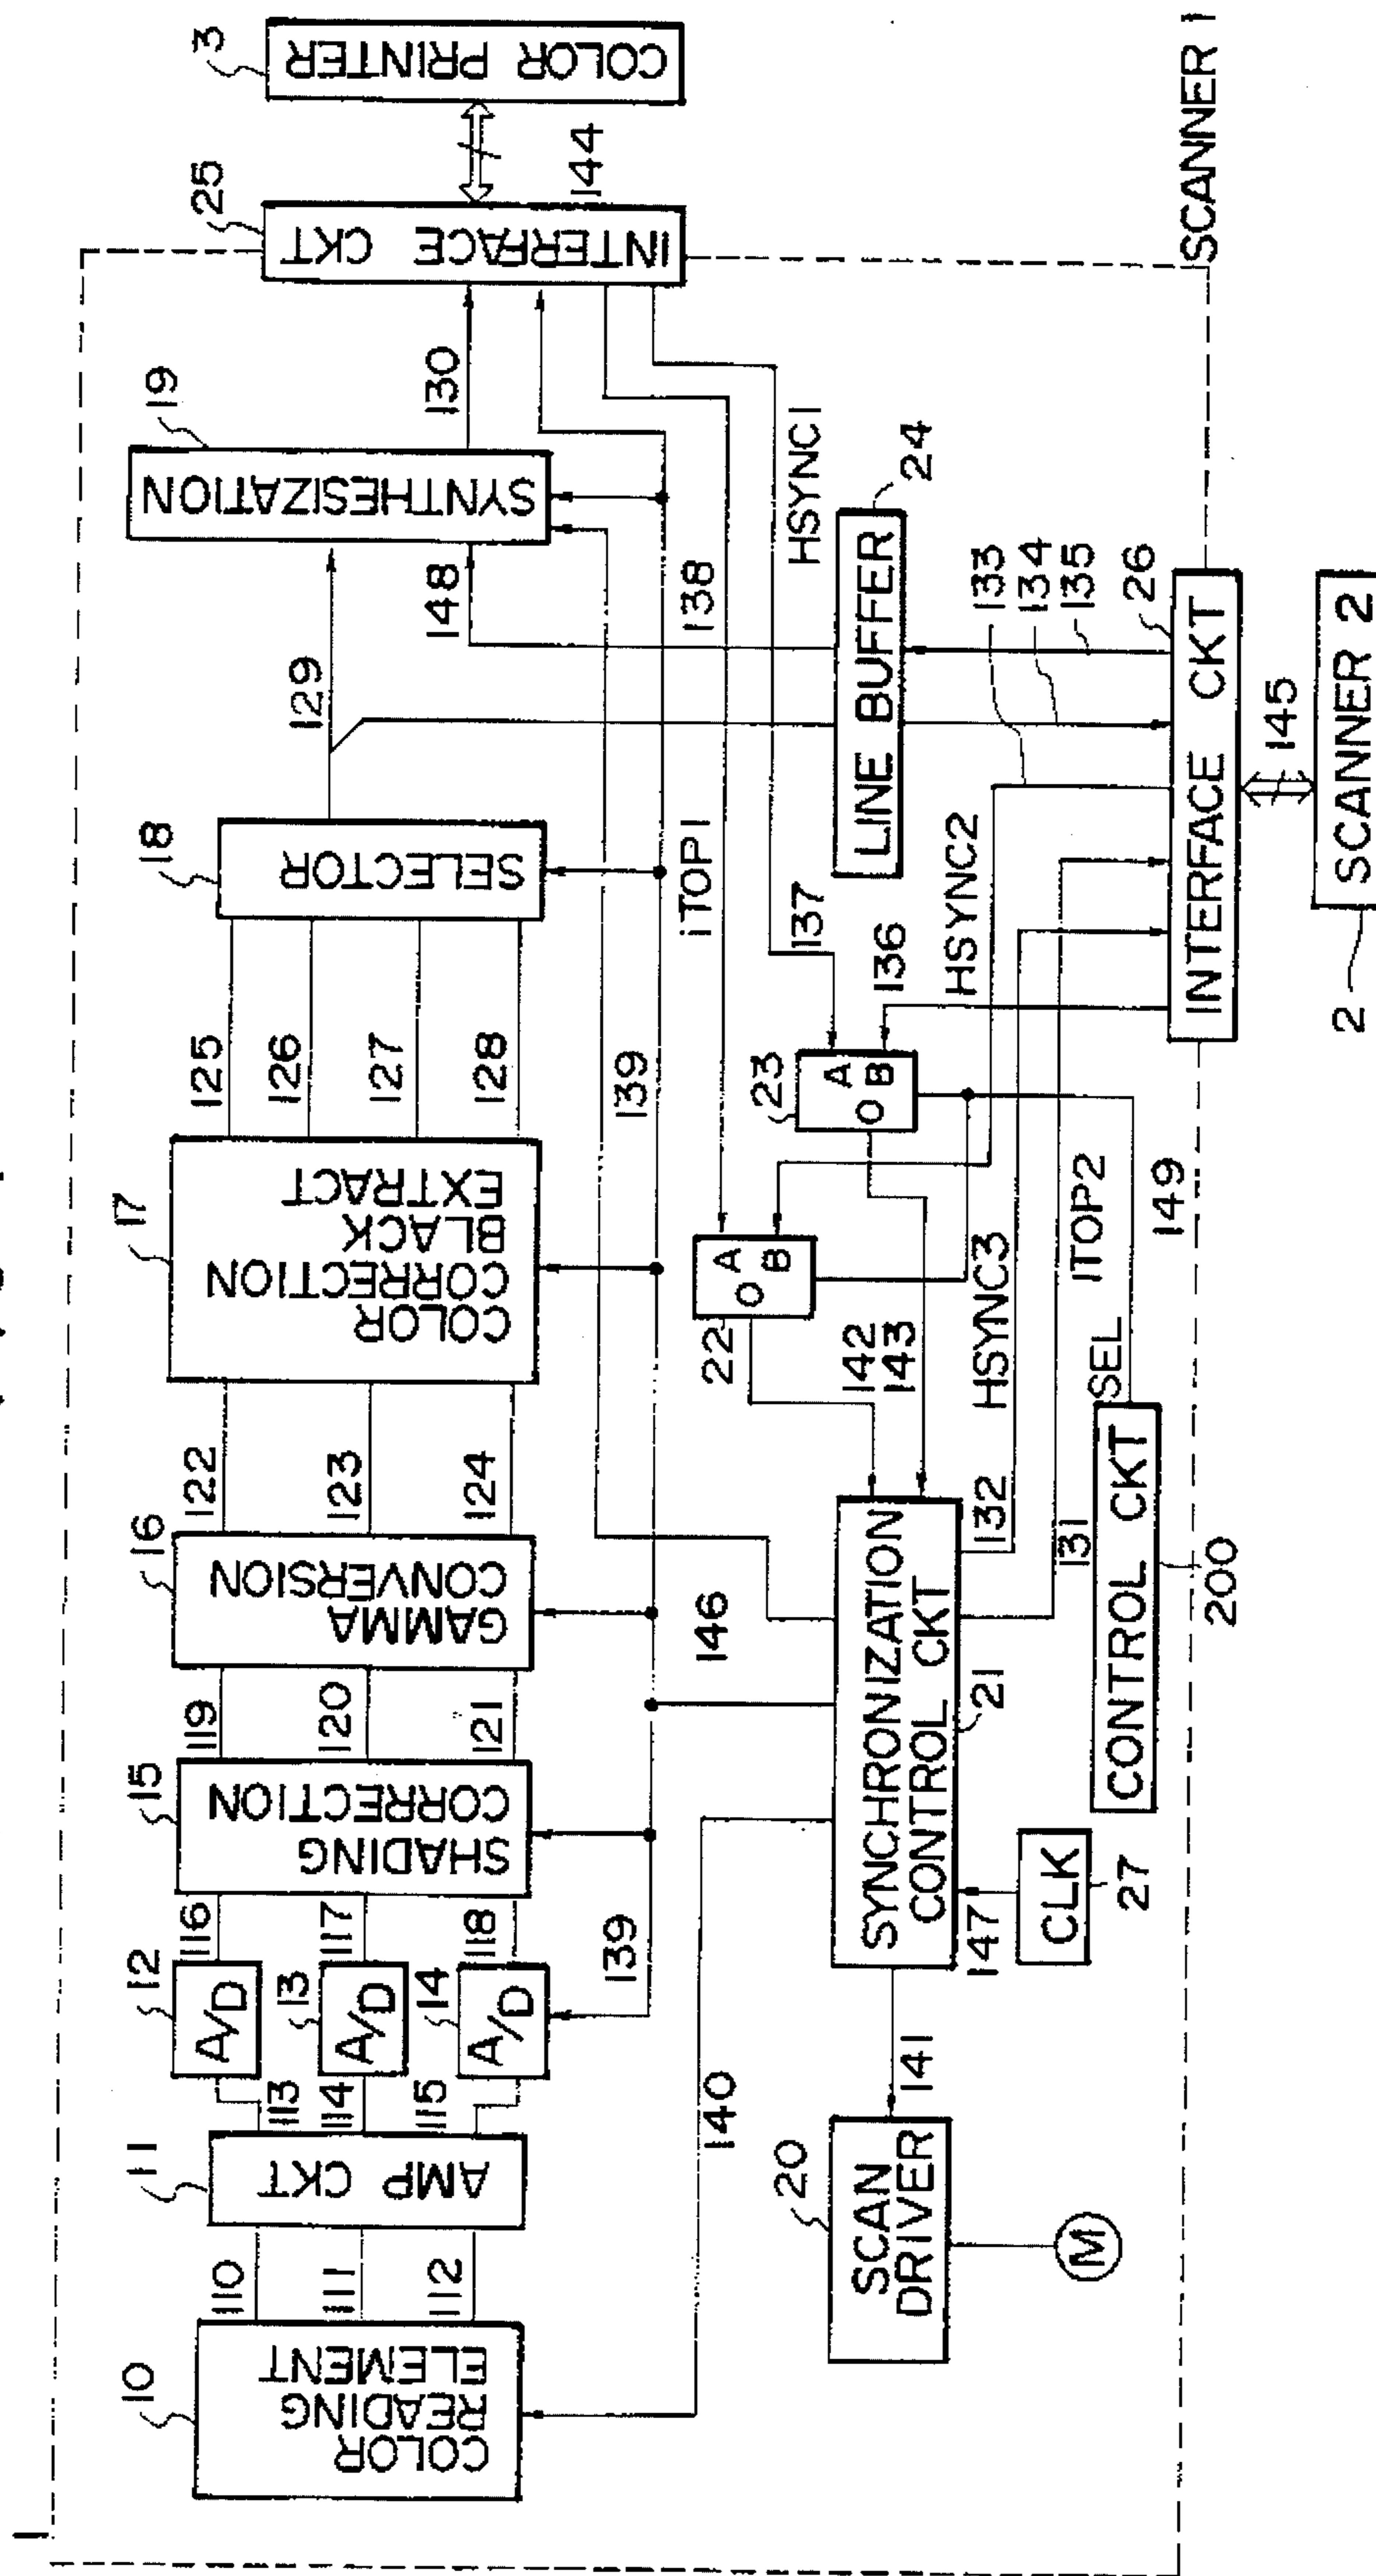 1
10
COLOR
READING
ELEMENT
110
111
112
11
AMP CKT
113
114
115
12
A/D
13
A/D
14
A/D
116
117
118
15
SHADING
CORRECTION
119
120
121
16
GAMMA
CONVERSION
122
123
124
17
COLOR
CORRECTION
BLACK
EXTRACT
125
126
127
128
18
SELECTOR
129
148
19
SYNTHESIZATION
130
25
INTERFACE CKT
144
3
COLOR PRINTER
139
146
139
iTOP1
138
HSYNC1
137
140
20
SCAN
DRIVER
M
141
SYNCHRONIZATION
CONTROL CKT
21
147
CLK
27
142
143
22
A
B
O
23
A
B
O
136
HSYNC2
LINE BUFFER
24
133
134
135
132
HSYNC3
131
ITOP2
SEL
CONTROL CKT
200
149
INTERFACE CKT
26
145
SCANNER 2
2
SCANNER 1